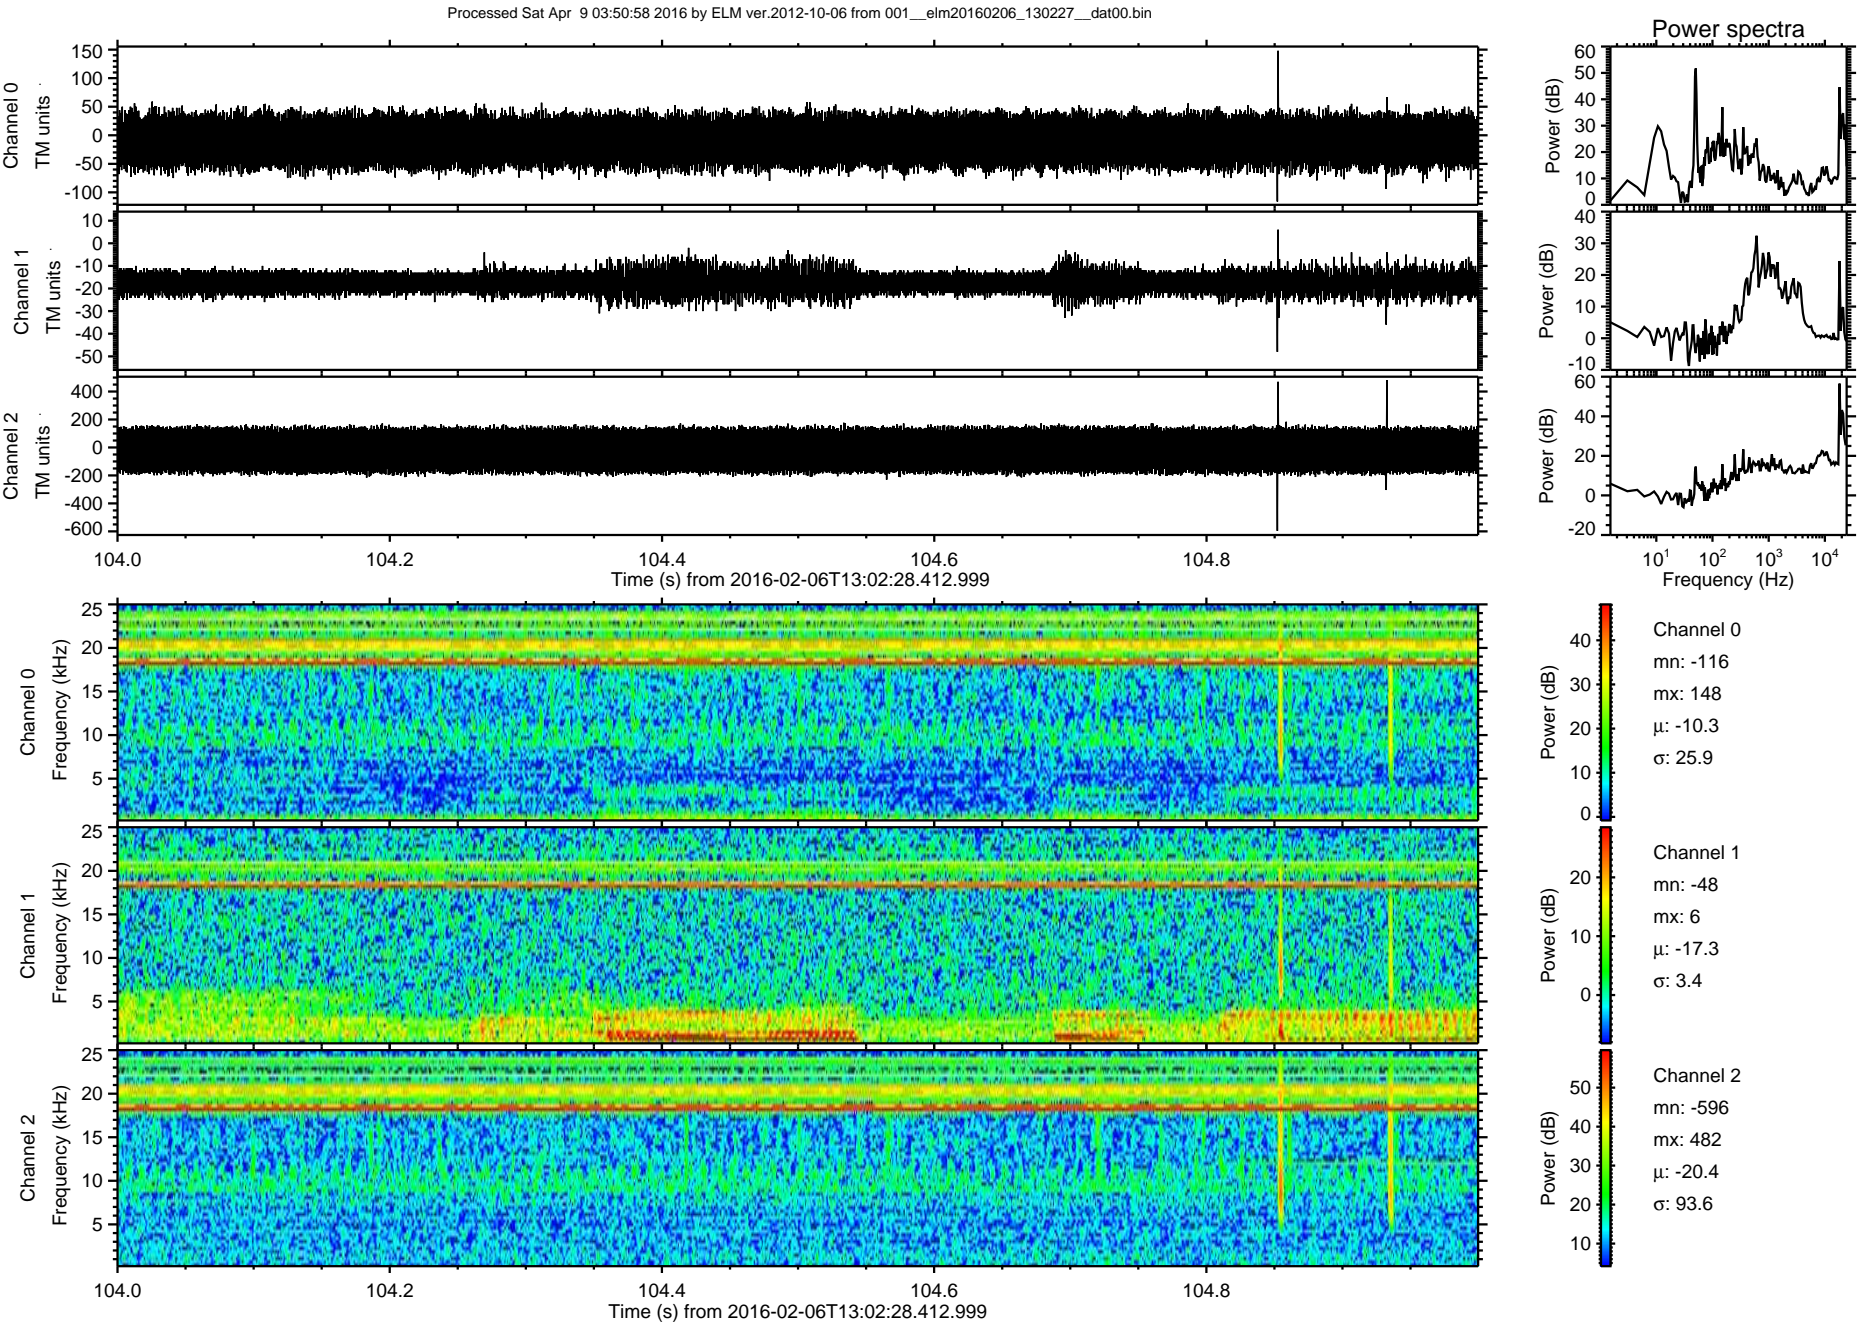 Processed Sat Apr  9 03:50:58 2016 by ELM ver.2012-10-06 from 001__elm20160206_130227__dat00.bin
Power spectra
Channel 0
TM units
150
100
50
0
-50
-100
Power (dB)
60
50
40
30
20
10
0
Channel 1
TM units
10
0
-10
-20
-30
-40
-50
Power (dB)
40
30
20
10
0
-10
Channel 2
TM units
400
200
0
-200
-400
-600
Power (dB)
60
40
20
0
-20
104.0 104.2 104.4 104.6 104.8
Time (s) from 2016-02-06T13:02:28.412.999
10^1 10^2 10^3 10^4
Frequency (Hz)
Channel 0
Frequency (kHz)
25
20
15
10
5
Power (dB)
40
30
20
10
0
Channel 0
mn: -116
mx: 148
μ: -10.3
σ: 25.9
Channel 1
Frequency (kHz)
25
20
15
10
5
Power (dB)
20
10
0
Channel 1
mn: -48
mx: 6
μ: -17.3
σ: 3.4
Channel 2
Frequency (kHz)
25
20
15
10
5
Power (dB)
50
40
30
20
10
Channel 2
mn: -596
mx: 482
μ: -20.4
σ: 93.6
104.0 104.2 104.4 104.6 104.8
Time (s) from 2016-02-06T13:02:28.412.999